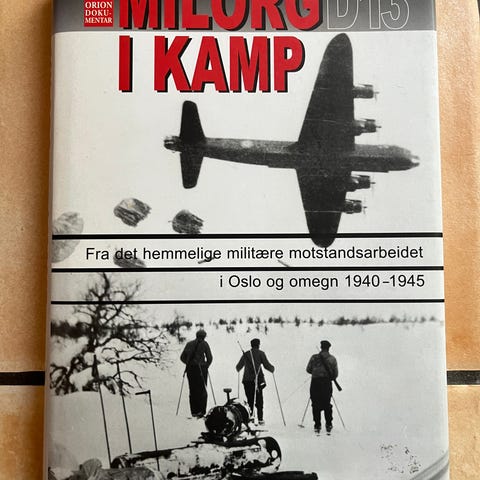 ORION
DOKU-
MENTAR
MILORG D13
I KAMP
Fra det hemmelige militære motstandsarbeidet
i Oslo og omegn 1940–1945